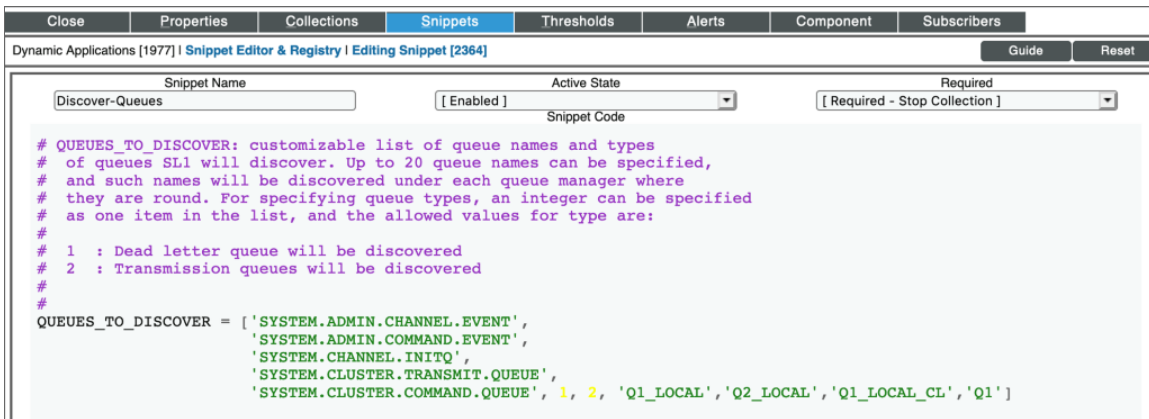 Close Properties Collections Snippets Thresholds Alerts Component Subscribers
Dynamic Applications [1977] | Snippet Editor & Registry | Editing Snippet [2364] Guide Reset
Snippet Name Active State Required
Discover-Queues [ Enabled ] [ Required - Stop Collection ]
Snippet Code
# QUEUES_TO_DISCOVER: customizable list of queue names and types
#  of queues SL1 will discover. Up to 20 queue names can be specified,
#  and such names will be discovered under each queue manager where
#  they are round. For specifying queue types, an integer can be specified
#  as one item in the list, and the allowed values for type are:
#
#  1  : Dead letter queue will be discovered
#  2  : Transmission queues will be discovered
#
#
QUEUES_TO_DISCOVER = ['SYSTEM.ADMIN.CHANNEL.EVENT',
'SYSTEM.ADMIN.COMMAND.EVENT',
'SYSTEM.CHANNEL.INITQ',
'SYSTEM.CLUSTER.TRANSMIT.QUEUE',
'SYSTEM.CLUSTER.COMMAND.QUEUE', 1, 2, 'Q1_LOCAL','Q2_LOCAL','Q1_LOCAL_CL','Q1']